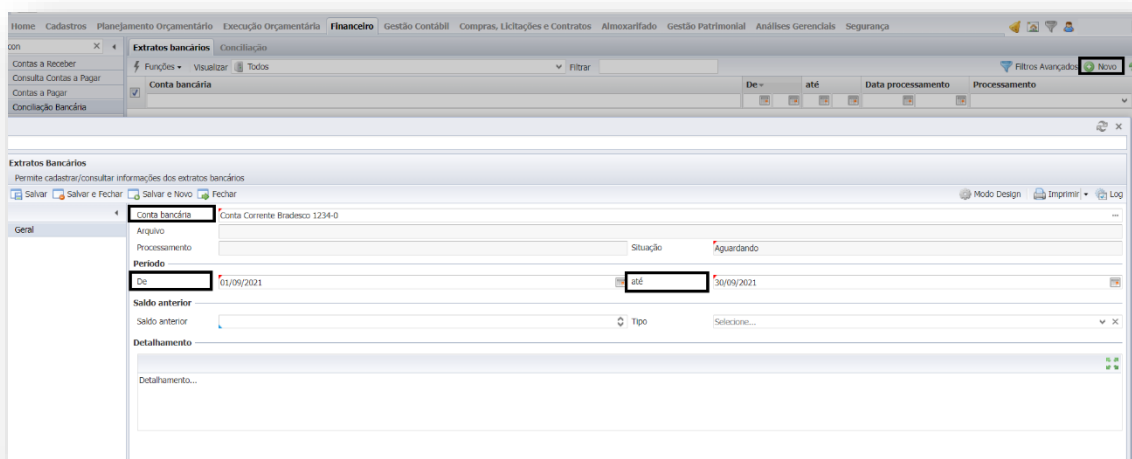 Home Cadastros Planejamento Orçamentário Execução Orçamentária Financeiro Gestão Contábil Compras, Licitações e Contratos Almoxarifado Gestão Patrimonial Análises Gerenciais Segurança
con Extratos bancários Conciliação
Contas a Receber Funções Visualizar Todos Filtrar Filtros Avançados Novo
Consulta Contas a Pagar
Contas a Pagar Conta bancária De até Data processamento Processamento
Conciliação Bancária
Extratos Bancários
Permite cadastrar/consultar informações dos extratos bancários
Salvar Salvar e Fechar Salvar e Novo Fechar Modo Design Imprimir Log
Conta bancária Conta Corrente Bradesco 1234-0 ...
Geral Arquivo
Processamento Situação Aguardando
Período
De 01/09/2021 até 30/09/2021
Saldo anterior
Saldo anterior Tipo Selecione...
Detalhamento
Detalhamento...